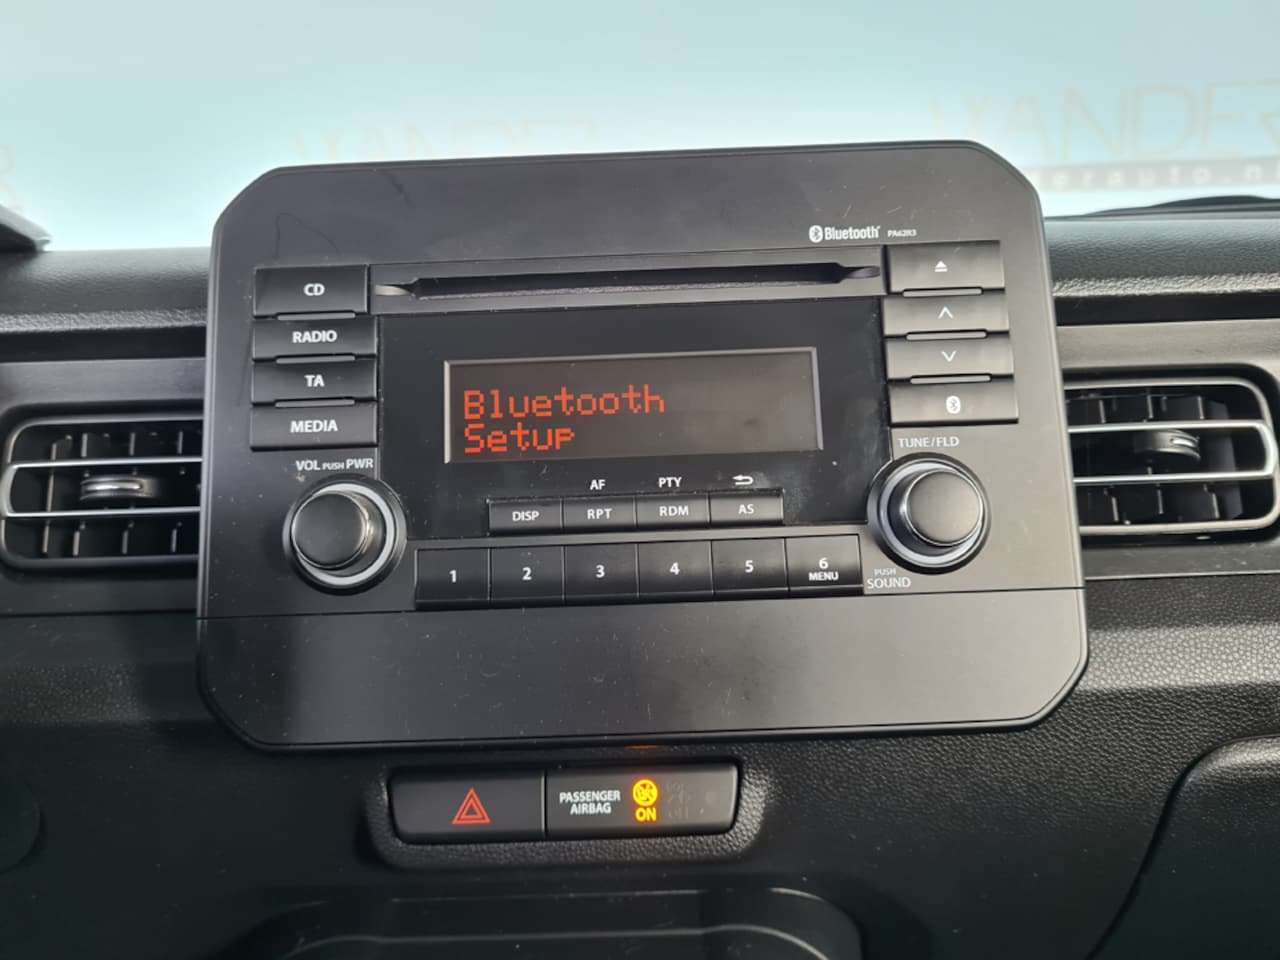 Bluetooth PA62R3
CD
RADIO
TA
MEDIA
Bluetooth
Setup
VOL PUSH PWR
TUNE/FLD
AF PTY
DISP RPT RDM AS
1 2 3 4 5 6
MENU
PUSH
SOUND
PASSENGER
AIRBAG
ON
OFF